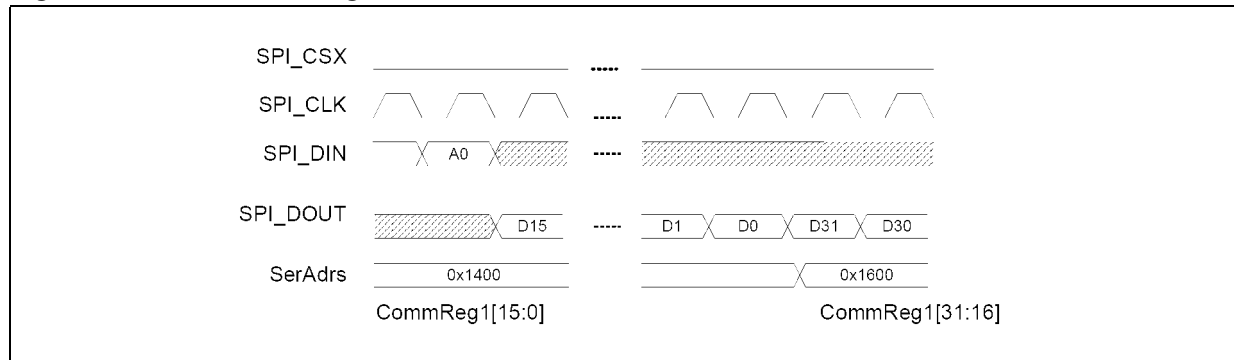 SPI_CSX
SPI_CLK
SPI_DIN A0
SPI_DOUT D15 D1 D0 D31 D30
SerAdrs 0x1400 0x1600
CommReg1[15:0] CommReg1[31:16]